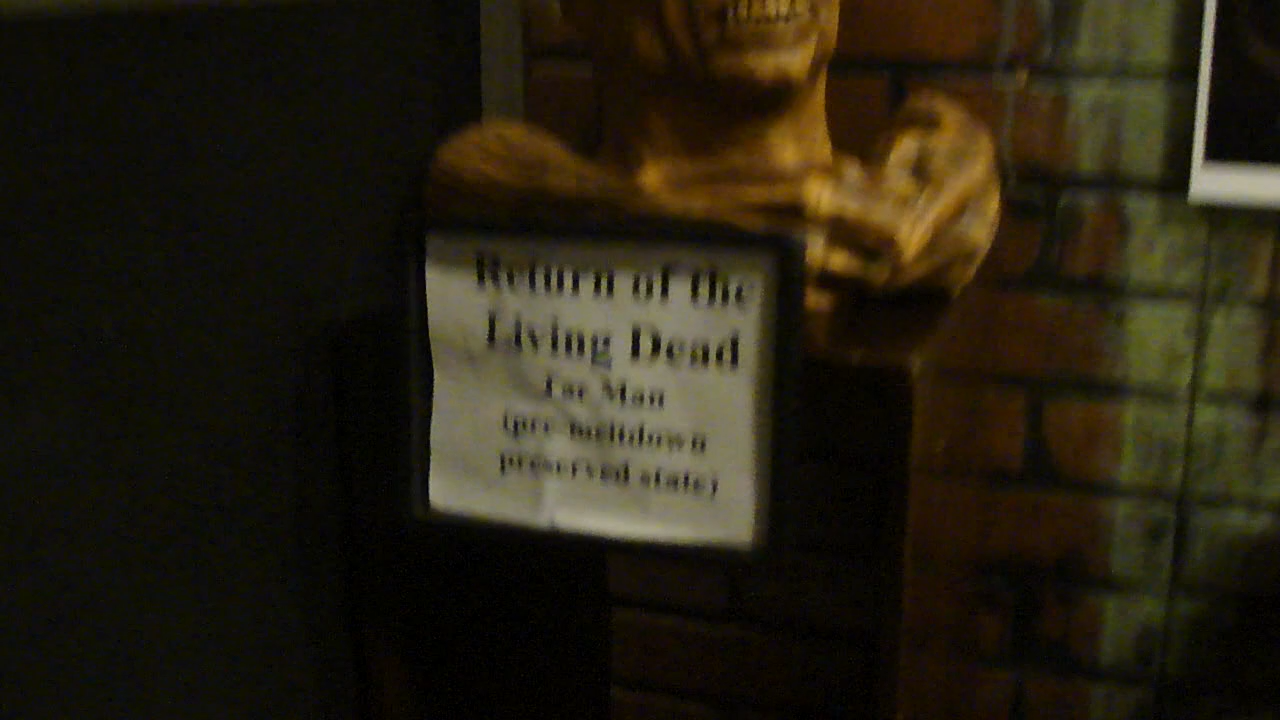 Return of the
Living Dead
Tar Man
(pre-meltdown
preserved state)